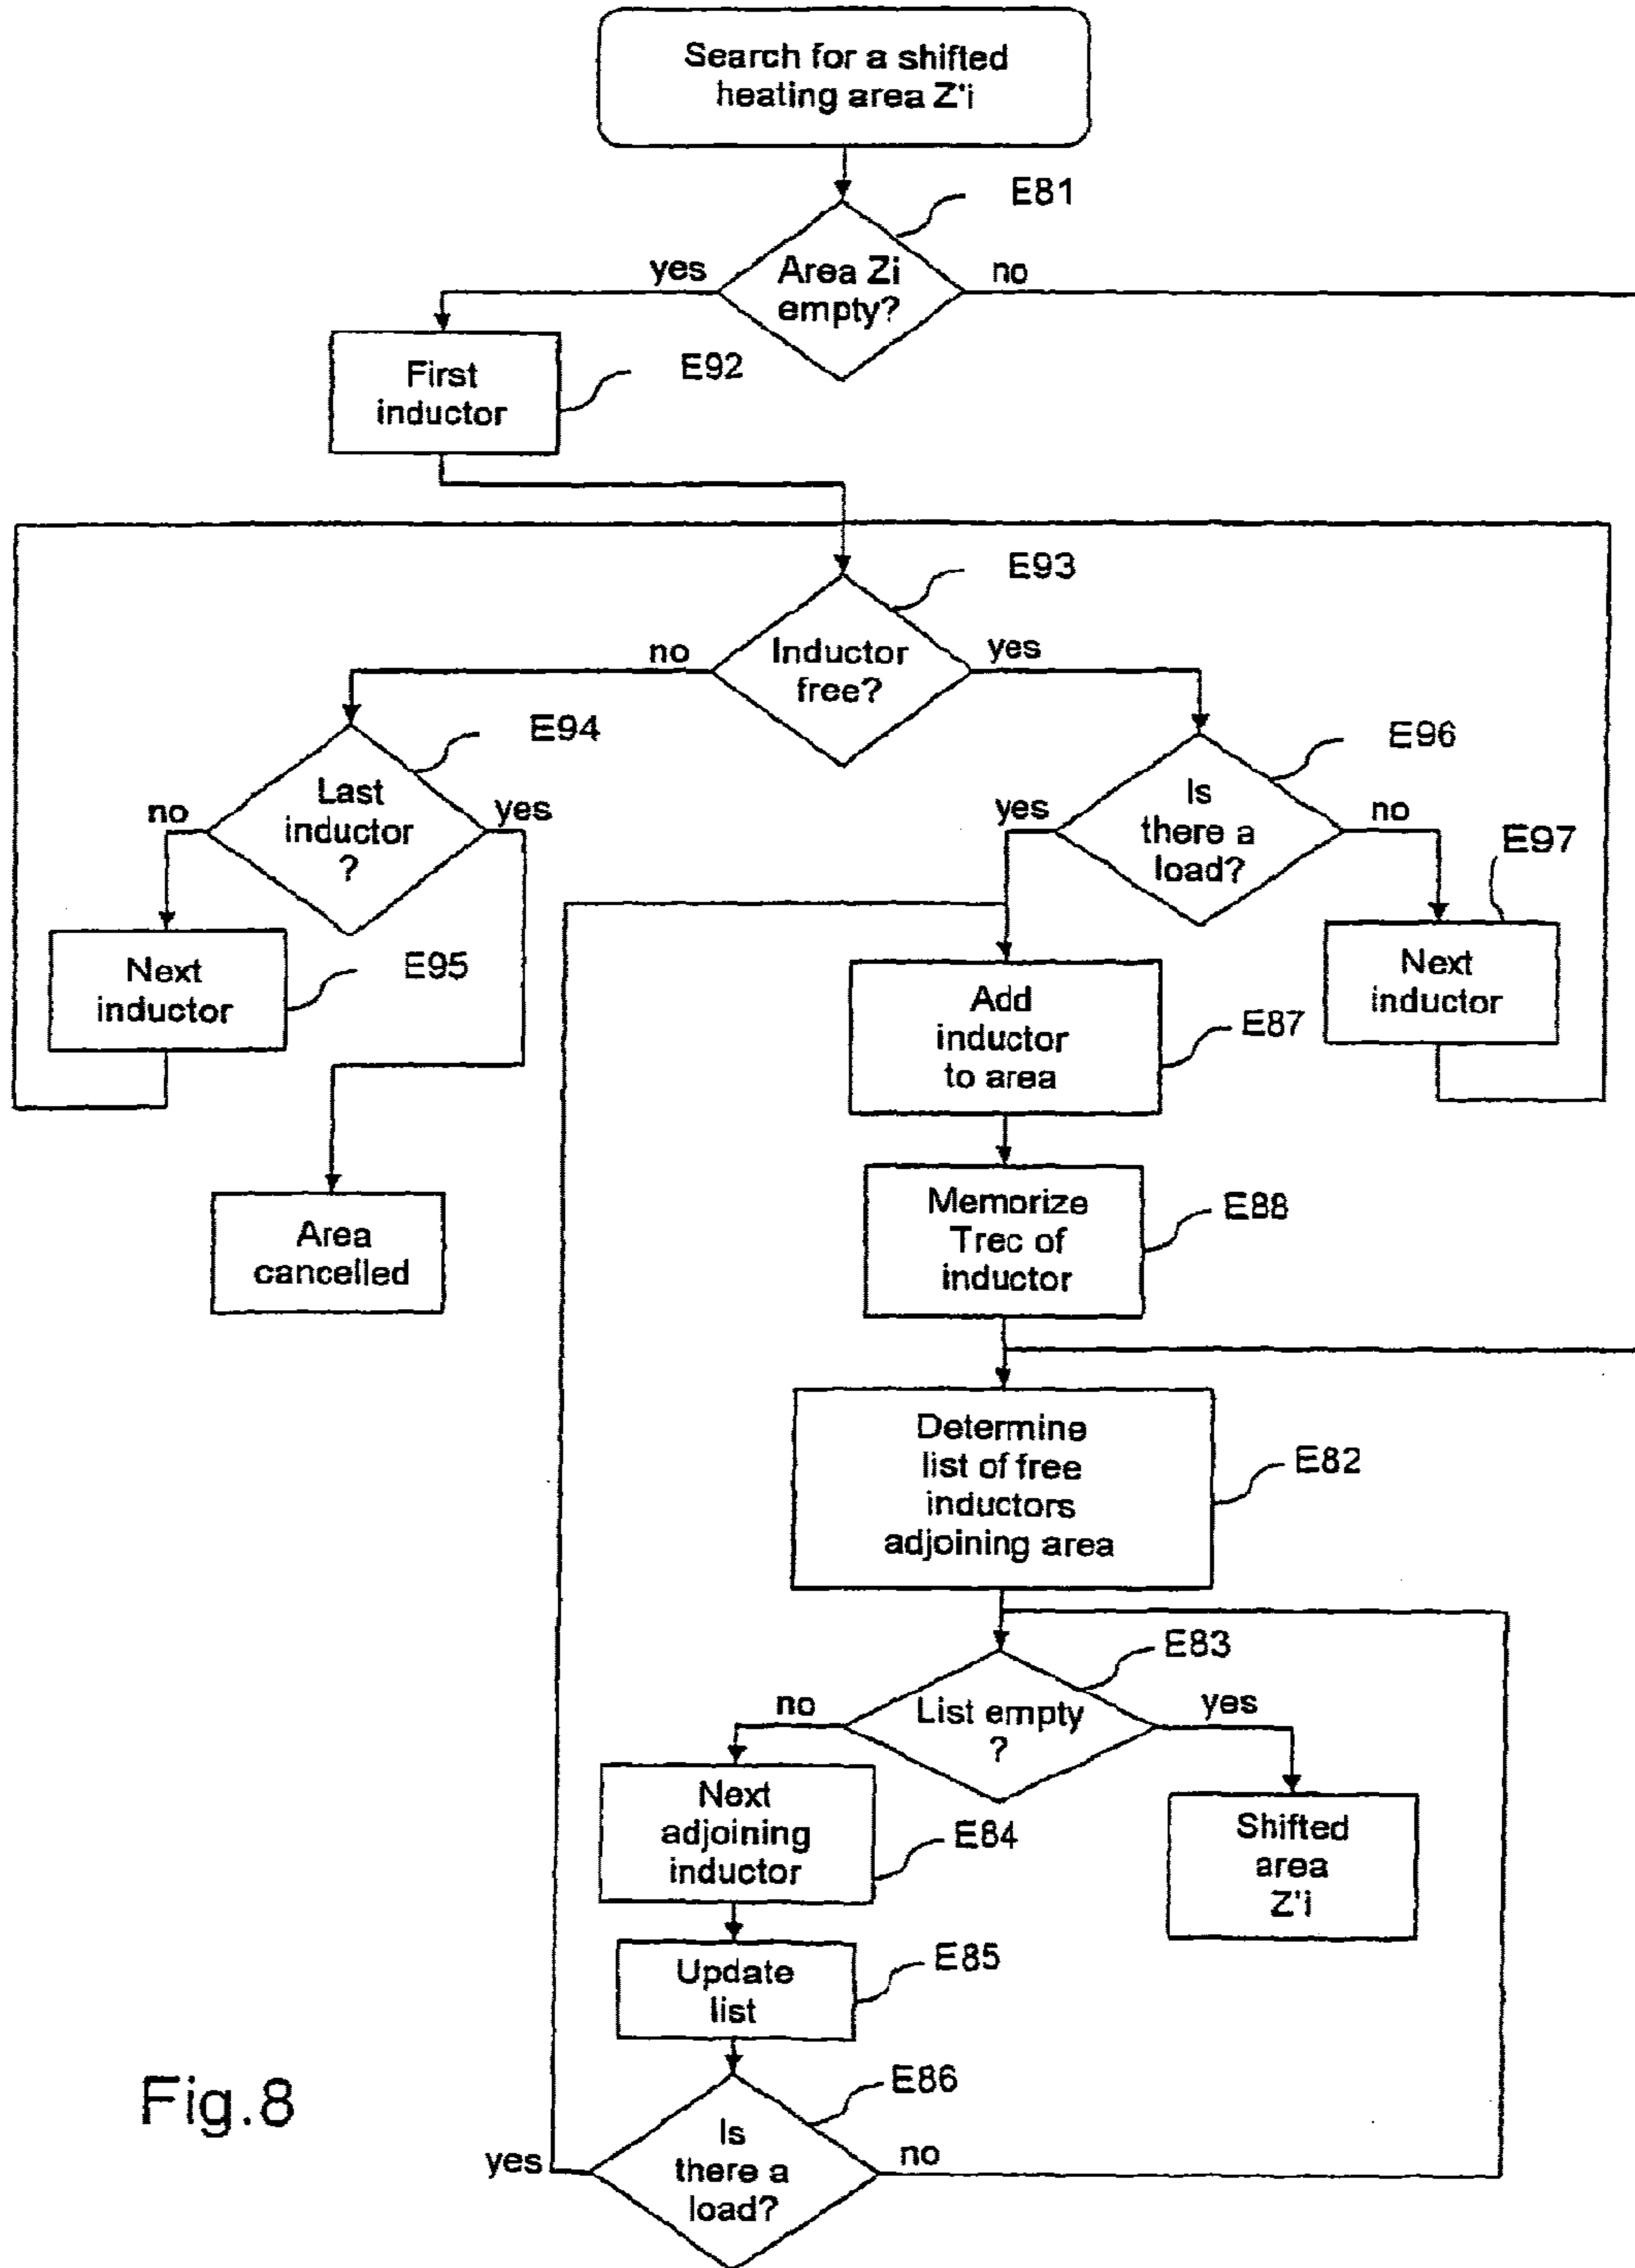 Search for a shifted
heating area Z'i
E81
yes
Area Zi
empty?
no
First
inductor
E92
E93
no
Inductor
free?
yes
E94
E96
no
Last
inductor
?
yes
yes
Is
there a
load?
no
E97
Next
inductor
E95
Add
inductor
to area
E87
Next
inductor
Area
cancelled
Memorize
Trec of
inductor
E88
Determine
list of free
inductors
adjoining area
E82
E83
no
List empty
?
yes
Next
adjoining
inductor
E84
Shifted
area
Z'i
Update
list
E85
E86
yes
Is
there a
load?
no
Fig.8